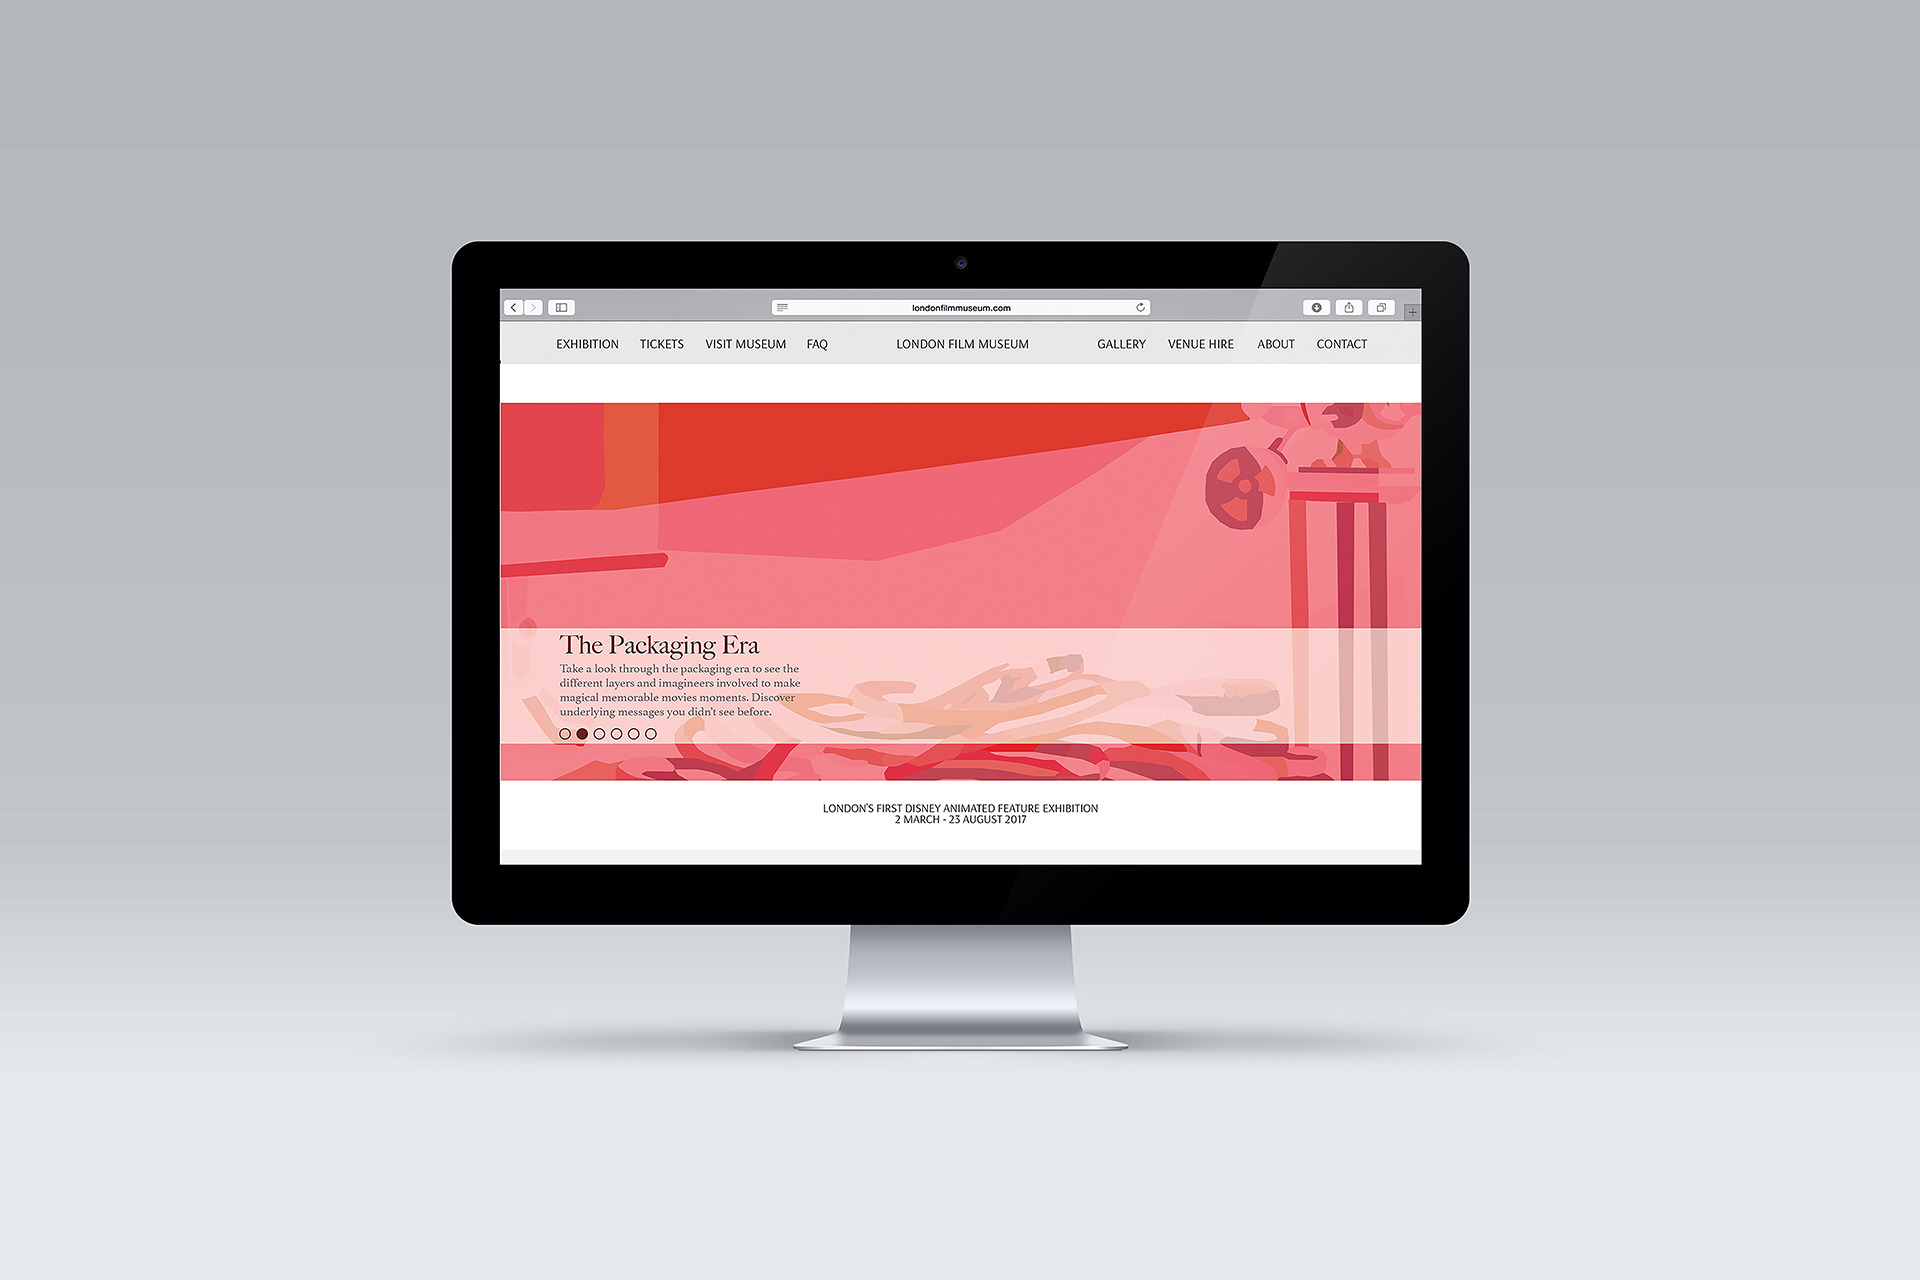 londonfilmmuseum.com
EXHIBITION TICKETS VISIT MUSEUM FAQ LONDON FILM MUSEUM GALLERY VENUE HIRE ABOUT CONTACT
The Packaging Era
Take a look through the packaging era to see the
different layers and imagineers involved to make
magical memorable movies moments. Discover
underlying messages you didn't see before.
LONDON'S FIRST DISNEY ANIMATED FEATURE EXHIBITION
2 MARCH - 23 AUGUST 2017